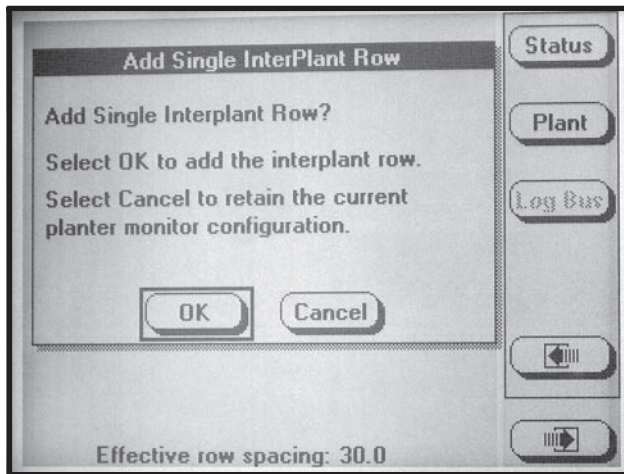 Add Single InterPlant Row
Add Single Interplant Row?
Select OK to add the interplant row.
Select Cancel to retain the current
planter monitor configuration.
OK
Cancel
Effective row spacing: 30.0
Status
Plant
Log Bus